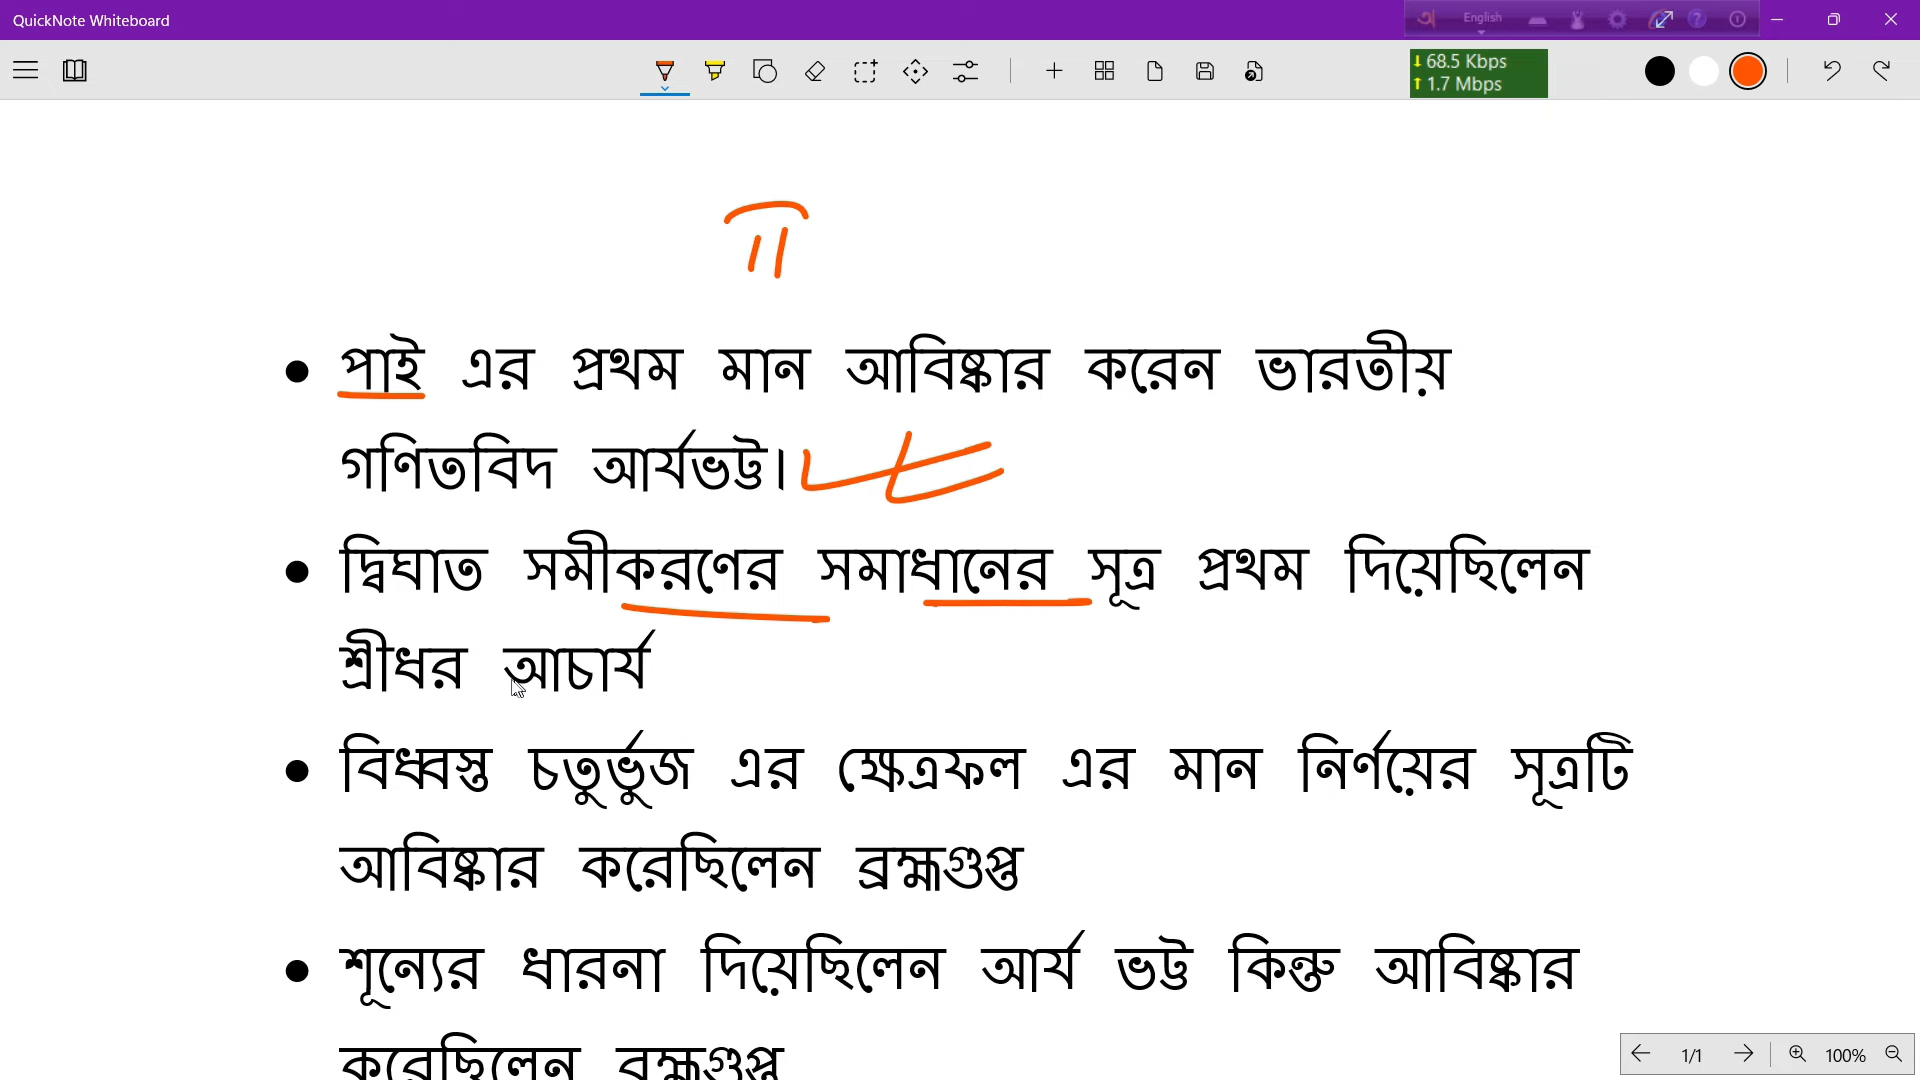 QuickNote Whiteboard
English
68.5 Kbps
1.7 Mbps
π
• পাই এর প্রথম মান আবিষ্কার করেন ভারতীয়
গণিতবিদ আর্যভট্ট।
• দ্বিঘাত সমীকরণের সমাধানের সূত্র প্রথম দিয়েছিলেন
শ্রীধর আচার্য
• বিধ্বস্ত চতুর্ভুজ এর ক্ষেত্রফল এর মান নির্ণয়ের সূত্রটি
আবিষ্কার করেছিলেন ব্রহ্মগুপ্ত
• শূন্যের ধারনা দিয়েছিলেন আর্য ভট্ট কিন্তু আবিষ্কার
করেছিলেন ব্রহ্মগুপ্ত
1/1 100%